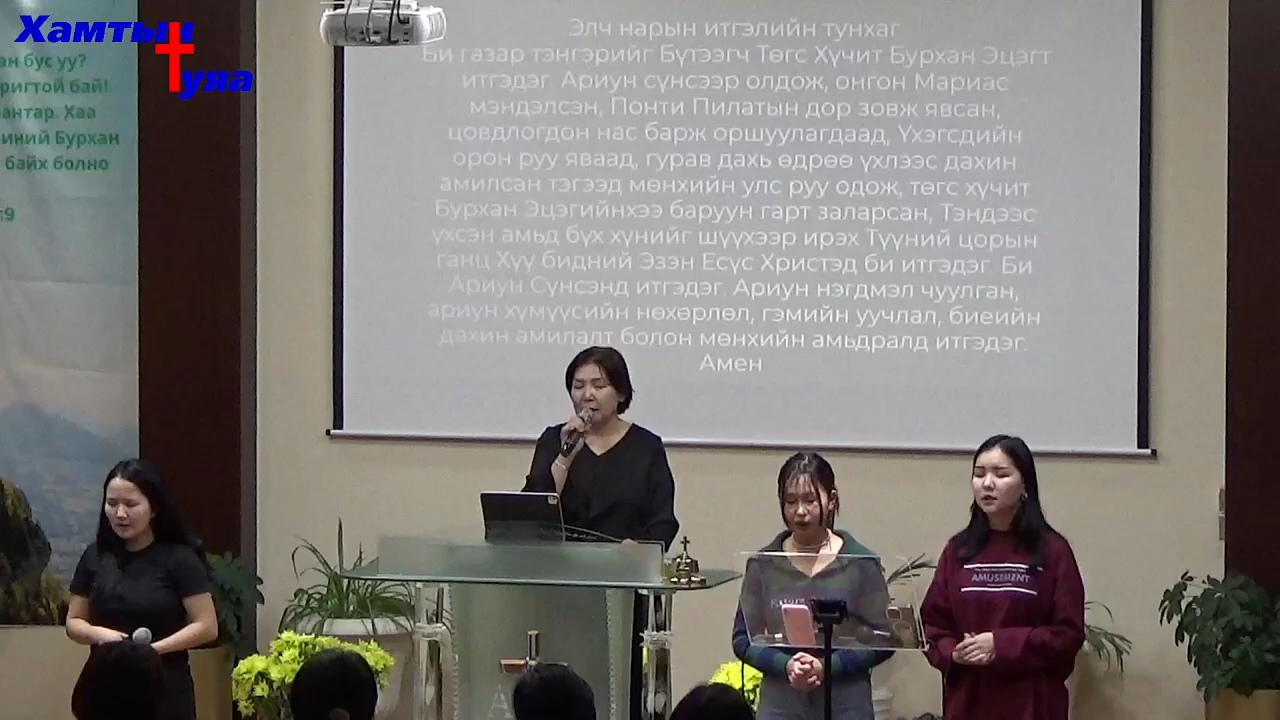 Хамтын
туяа
ан бус уу?
ригтой бай!
антар. Хаа
иний Бурхан
байх болно
:9
Элч нарын итгэлийн тунхаг
Би газар тэнгэрийг Бүтээгч Төгс Хүчит Бурхан Эцэгт
итгэдэг. Ариун сүнсээр олдож, онгон Мариас
мэндэлсэн, Понти Пилатын дор зовж явсан,
цовдлогдон нас барж оршуулагдаад, Үхэгсдийн
орон руу яваад, гурав дахь өдрөө үхлээс дахин
амилсан тэгээд мөнхийн улс руу одож, төгс хүчит
Бурхан Эцэгийнхээ баруун гарт заларсан, Тэндээс
үхсэн амьд бүх хүнийг шүүхээр ирэх Түүний цорын
ганц Хүү бидний Эзэн Есүс Христэд би итгэдэг. Би
Ариун Сүнсэнд итгэдэг. Ариун нэгдмэл чуулган,
ариун хүмүүсийн нөхөрлөл, гэмийн уучлал, биеийн
дахин амилалт болон мөнхийн амьдралд итгэдэг.
Амен
AMUSEMENT